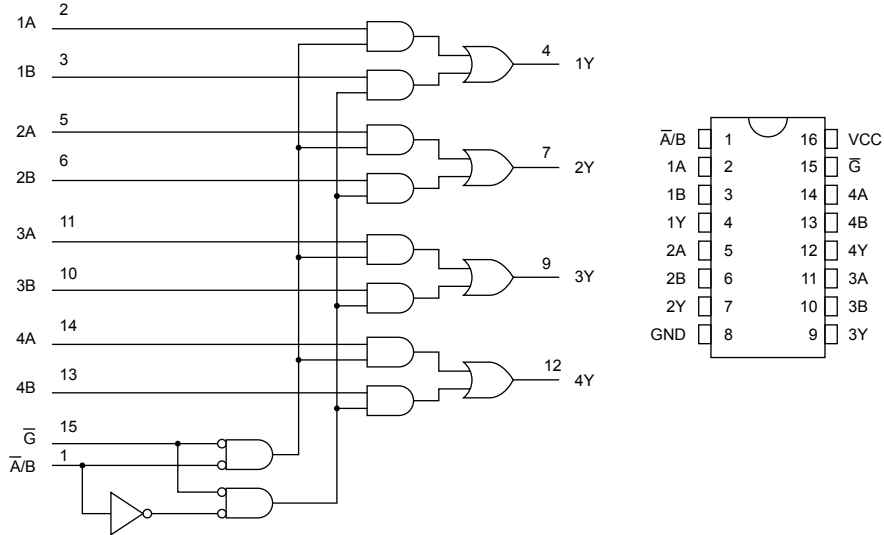 1A 2
4 1Y
1B 3
2A 5
7 2Y
2B 6
3A 11
9 3Y
3B 10
4A 14
12 4Y
4B 13
G̅ 15
A̅/B 1
A̅/B 1 16 VCC
1A 2 15 G̅
1B 3 14 4A
1Y 4 13 4B
2A 5 12 4Y
2B 6 11 3A
2Y 7 10 3B
GND 8 9 3Y